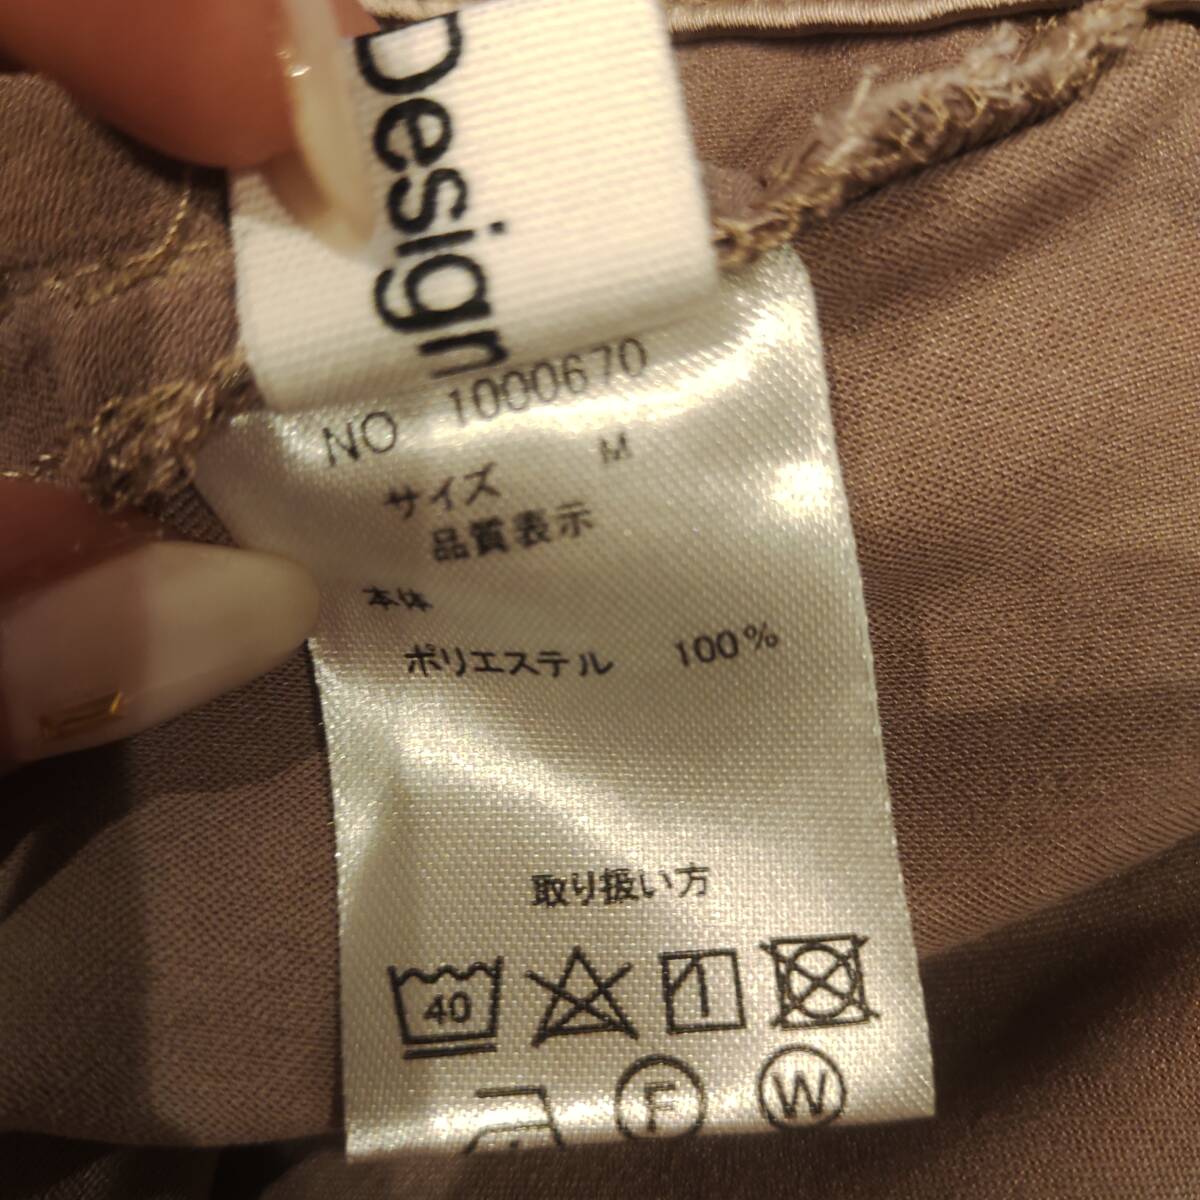 Design
NO 1000670
サイズ M
品質表示
本体
ポリエステル 100%
取り扱い方
40
F W